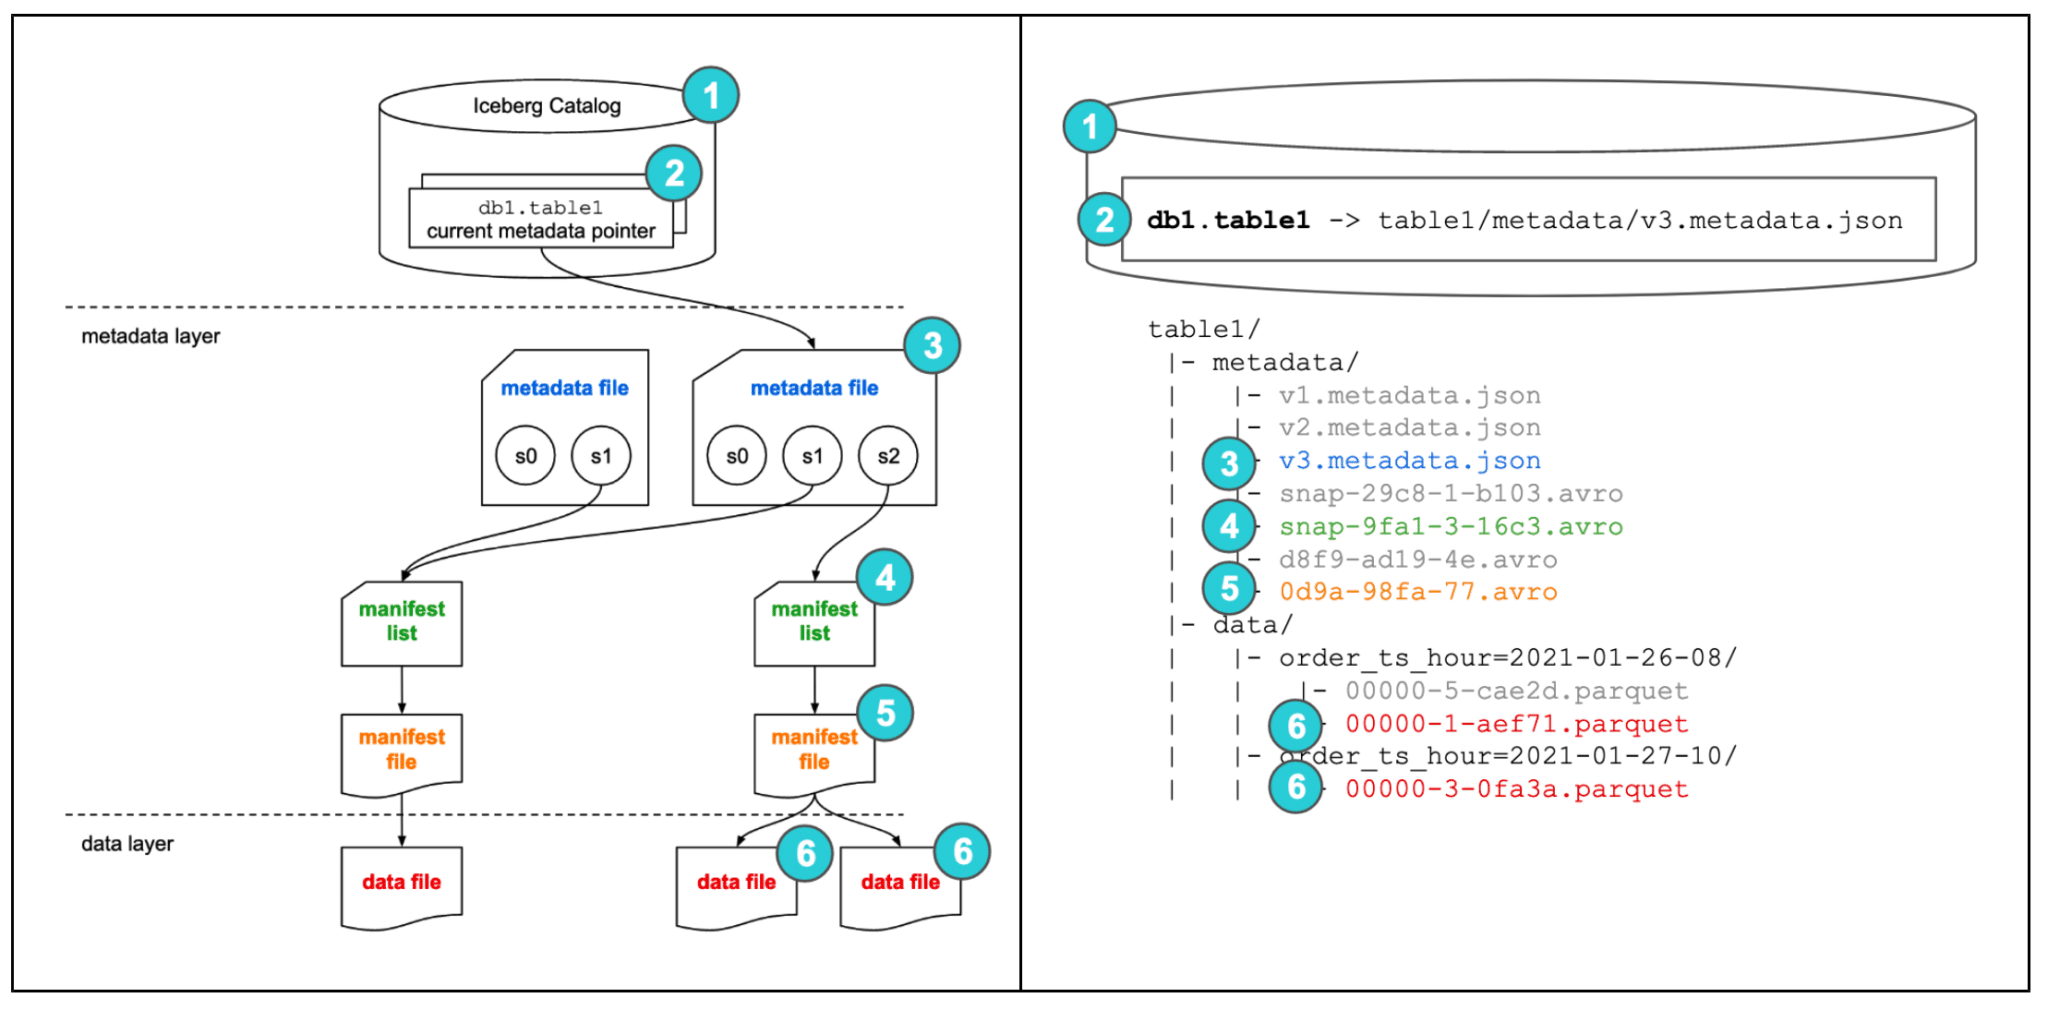 Iceberg Catalog
1
2
db1.table1
current metadata pointer
metadata layer
3
metadata file
s0
s1
metadata file
s0
s1
s2
4
manifest
list
manifest
list
5
manifest
file
manifest
file
data layer
data file
6
data file
6
data file
1
2
db1.table1 -> table1/metadata/v3.metadata.json
table1/
|- metadata/
| |- v1.metadata.json
| |- v2.metadata.json
| 3 - v3.metadata.json
| |- snap-29c8-1-b103.avro
| 4 - snap-9fa1-3-16c3.avro
| |- d8f9-ad19-4e.avro
| 5 - 0d9a-98fa-77.avro
|- data/
| |- order_ts_hour=2021-01-26-08/
| | |- 00000-5-cae2d.parquet
| | 6 - 00000-1-aef71.parquet
| |- order_ts_hour=2021-01-27-10/
| | 6 - 00000-3-0fa3a.parquet